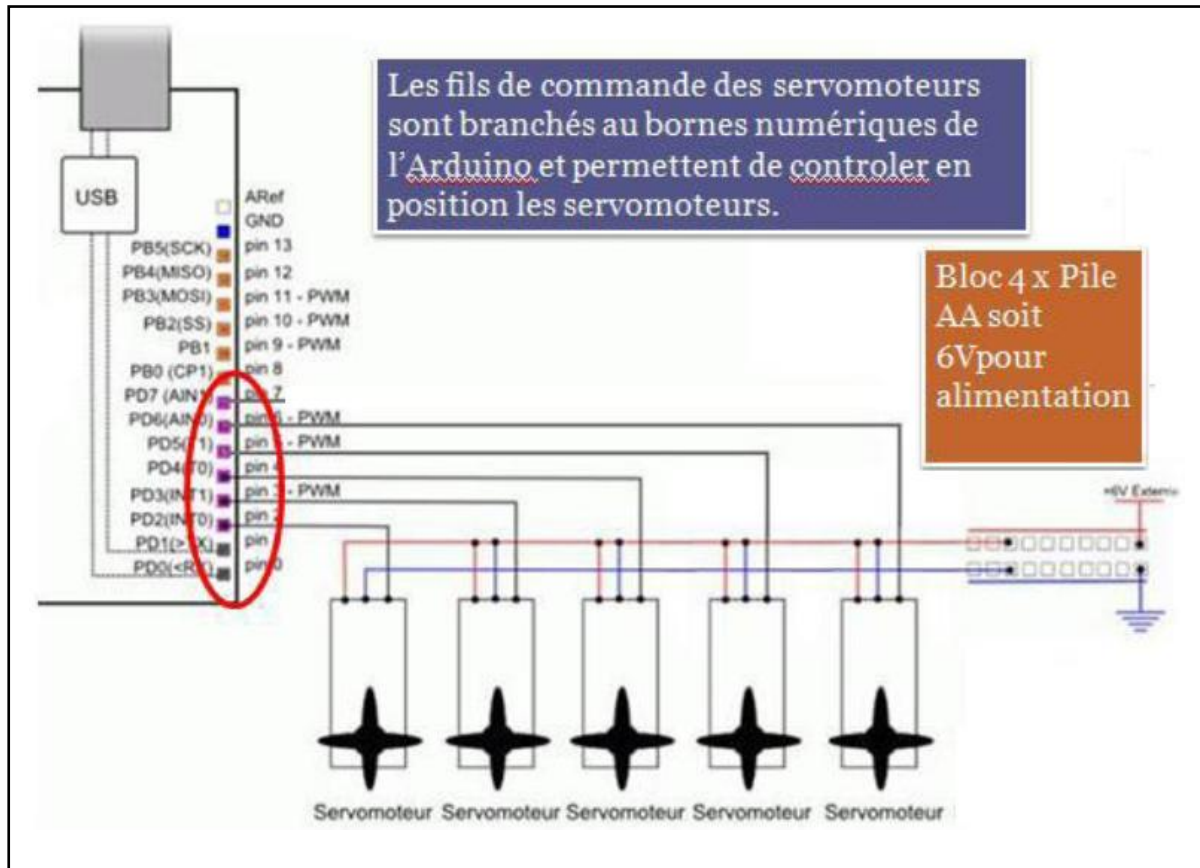 Les fils de commande des servomoteurs
sont branchés au bornes numériques de
l'Arduino et permettent de controler en
position les servomoteurs.
Bloc 4 x Pile
AA soit
6Vpour
alimentation
USB
ARef
GND
PB5(SCK) pin 13
PB4(MISO) pin 12
PB3(MOSI) pin 11 - PWM
PB2(SS) pin 10 - PWM
PB1 pin 9 - PWM
PB0 (CP1) pin 8
PD7 (AIN1) pin 7
PD6(AIN0) - PWM
PD5(T1) - PWM
PD4(T0) pin 4
PD3(INT1) pin 3 - PWM
PD2(INT0) pin 2
pin
+6V Externe
Servomoteur Servomoteur Servomoteur Servomoteur Servomoteur